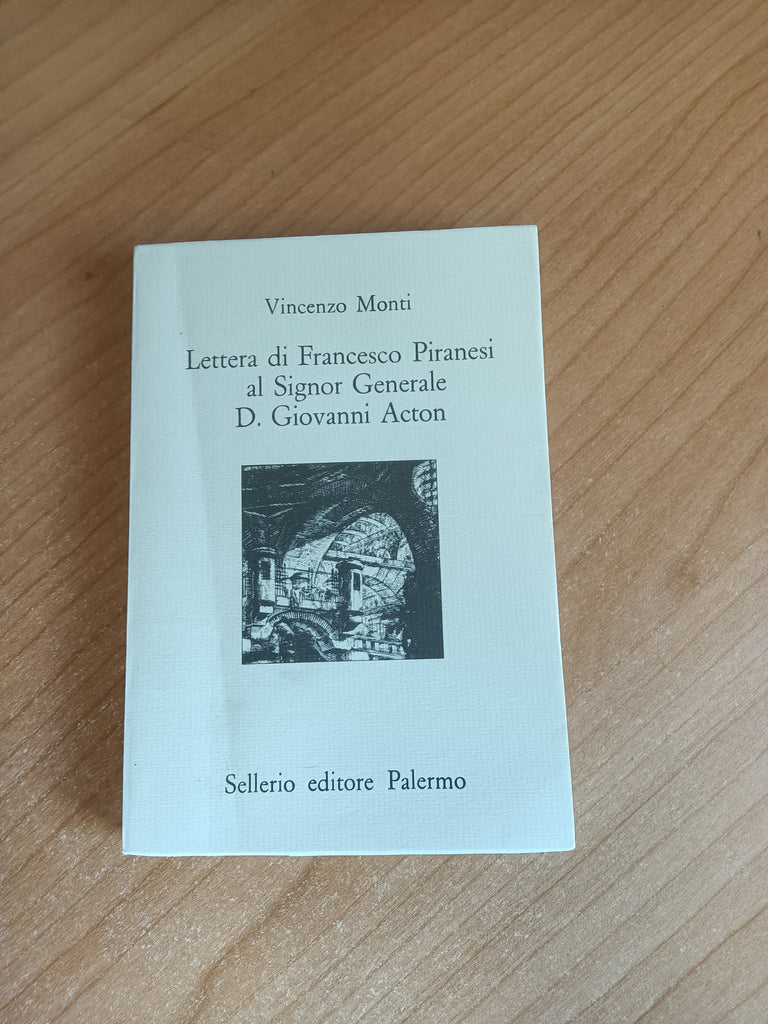 Vincenzo Monti
Lettera di Francesco Piranesi
al Signor Generale
D. Giovanni Acton
Sellerio editore Palermo